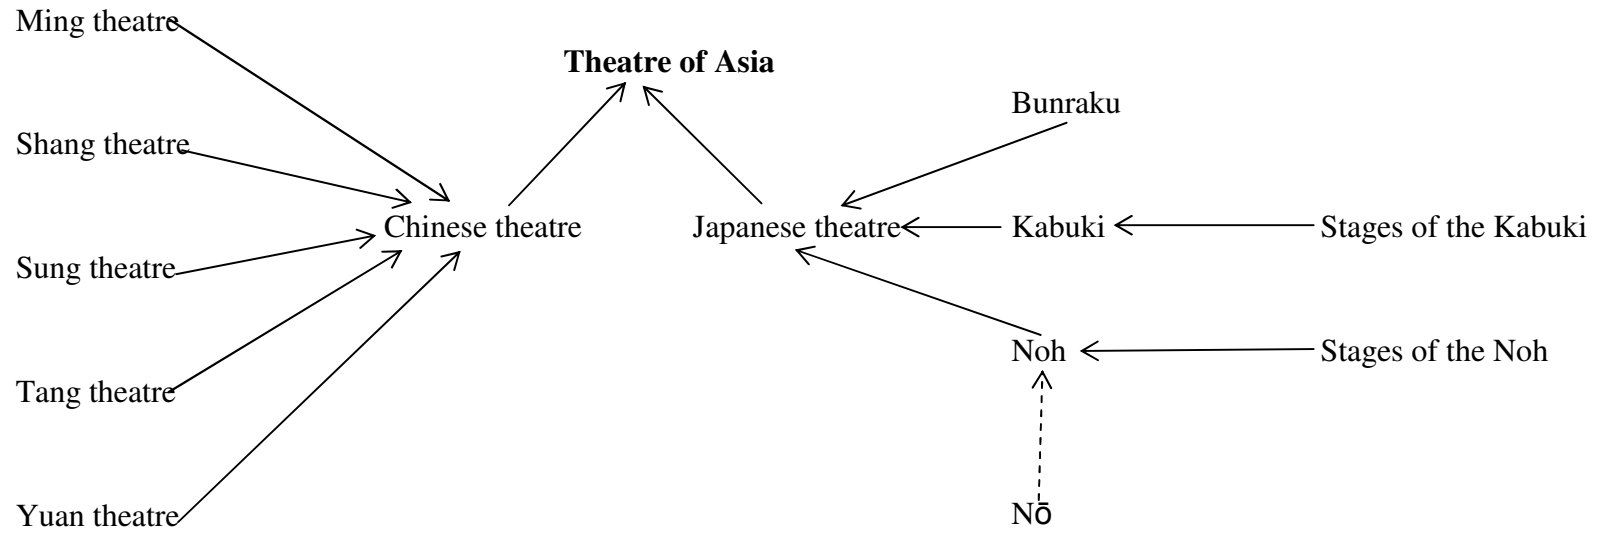 Ming theatre
Theatre of Asia
Bunraku
Shang theatre
Chinese theatre
Japanese theatre
Kabuki
Stages of the Kabuki
Sung theatre
Noh
Stages of the Noh
Tang theatre
Yuan theatre
Nō